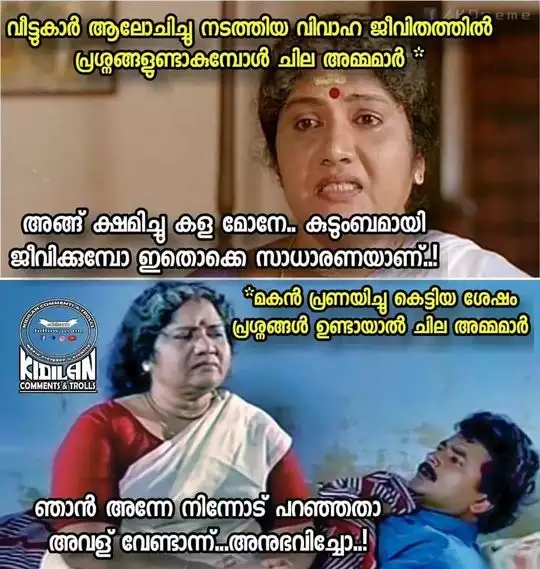 വീട്ടുകാർ ആലോചിച്ചു നടത്തിയ വിവാഹ ജീവിതത്തിൽ
പ്രശ്നങ്ങളുണ്ടാകുമ്പോൾ ചില അമ്മമാർ *
അങ്ങ് ക്ഷമിച്ചു കള മോനേ.. കുടുംബമായി
ജീവിക്കുമ്പോ ഇതൊക്കെ സാധാരണയാണ്..!
*മകൻ പ്രണയിച്ചു കെട്ടിയ ശേഷം
പ്രശ്നങ്ങൾ ഉണ്ടായാൽ ചില അമ്മമാർ
KIDILAN
COMMENTS & TROLLS
ഞാൻ അന്നേ നിന്നോട് പറഞ്ഞതാ
അവള് വേണ്ടാന്ന്...അനുഭവിച്ചോ..!